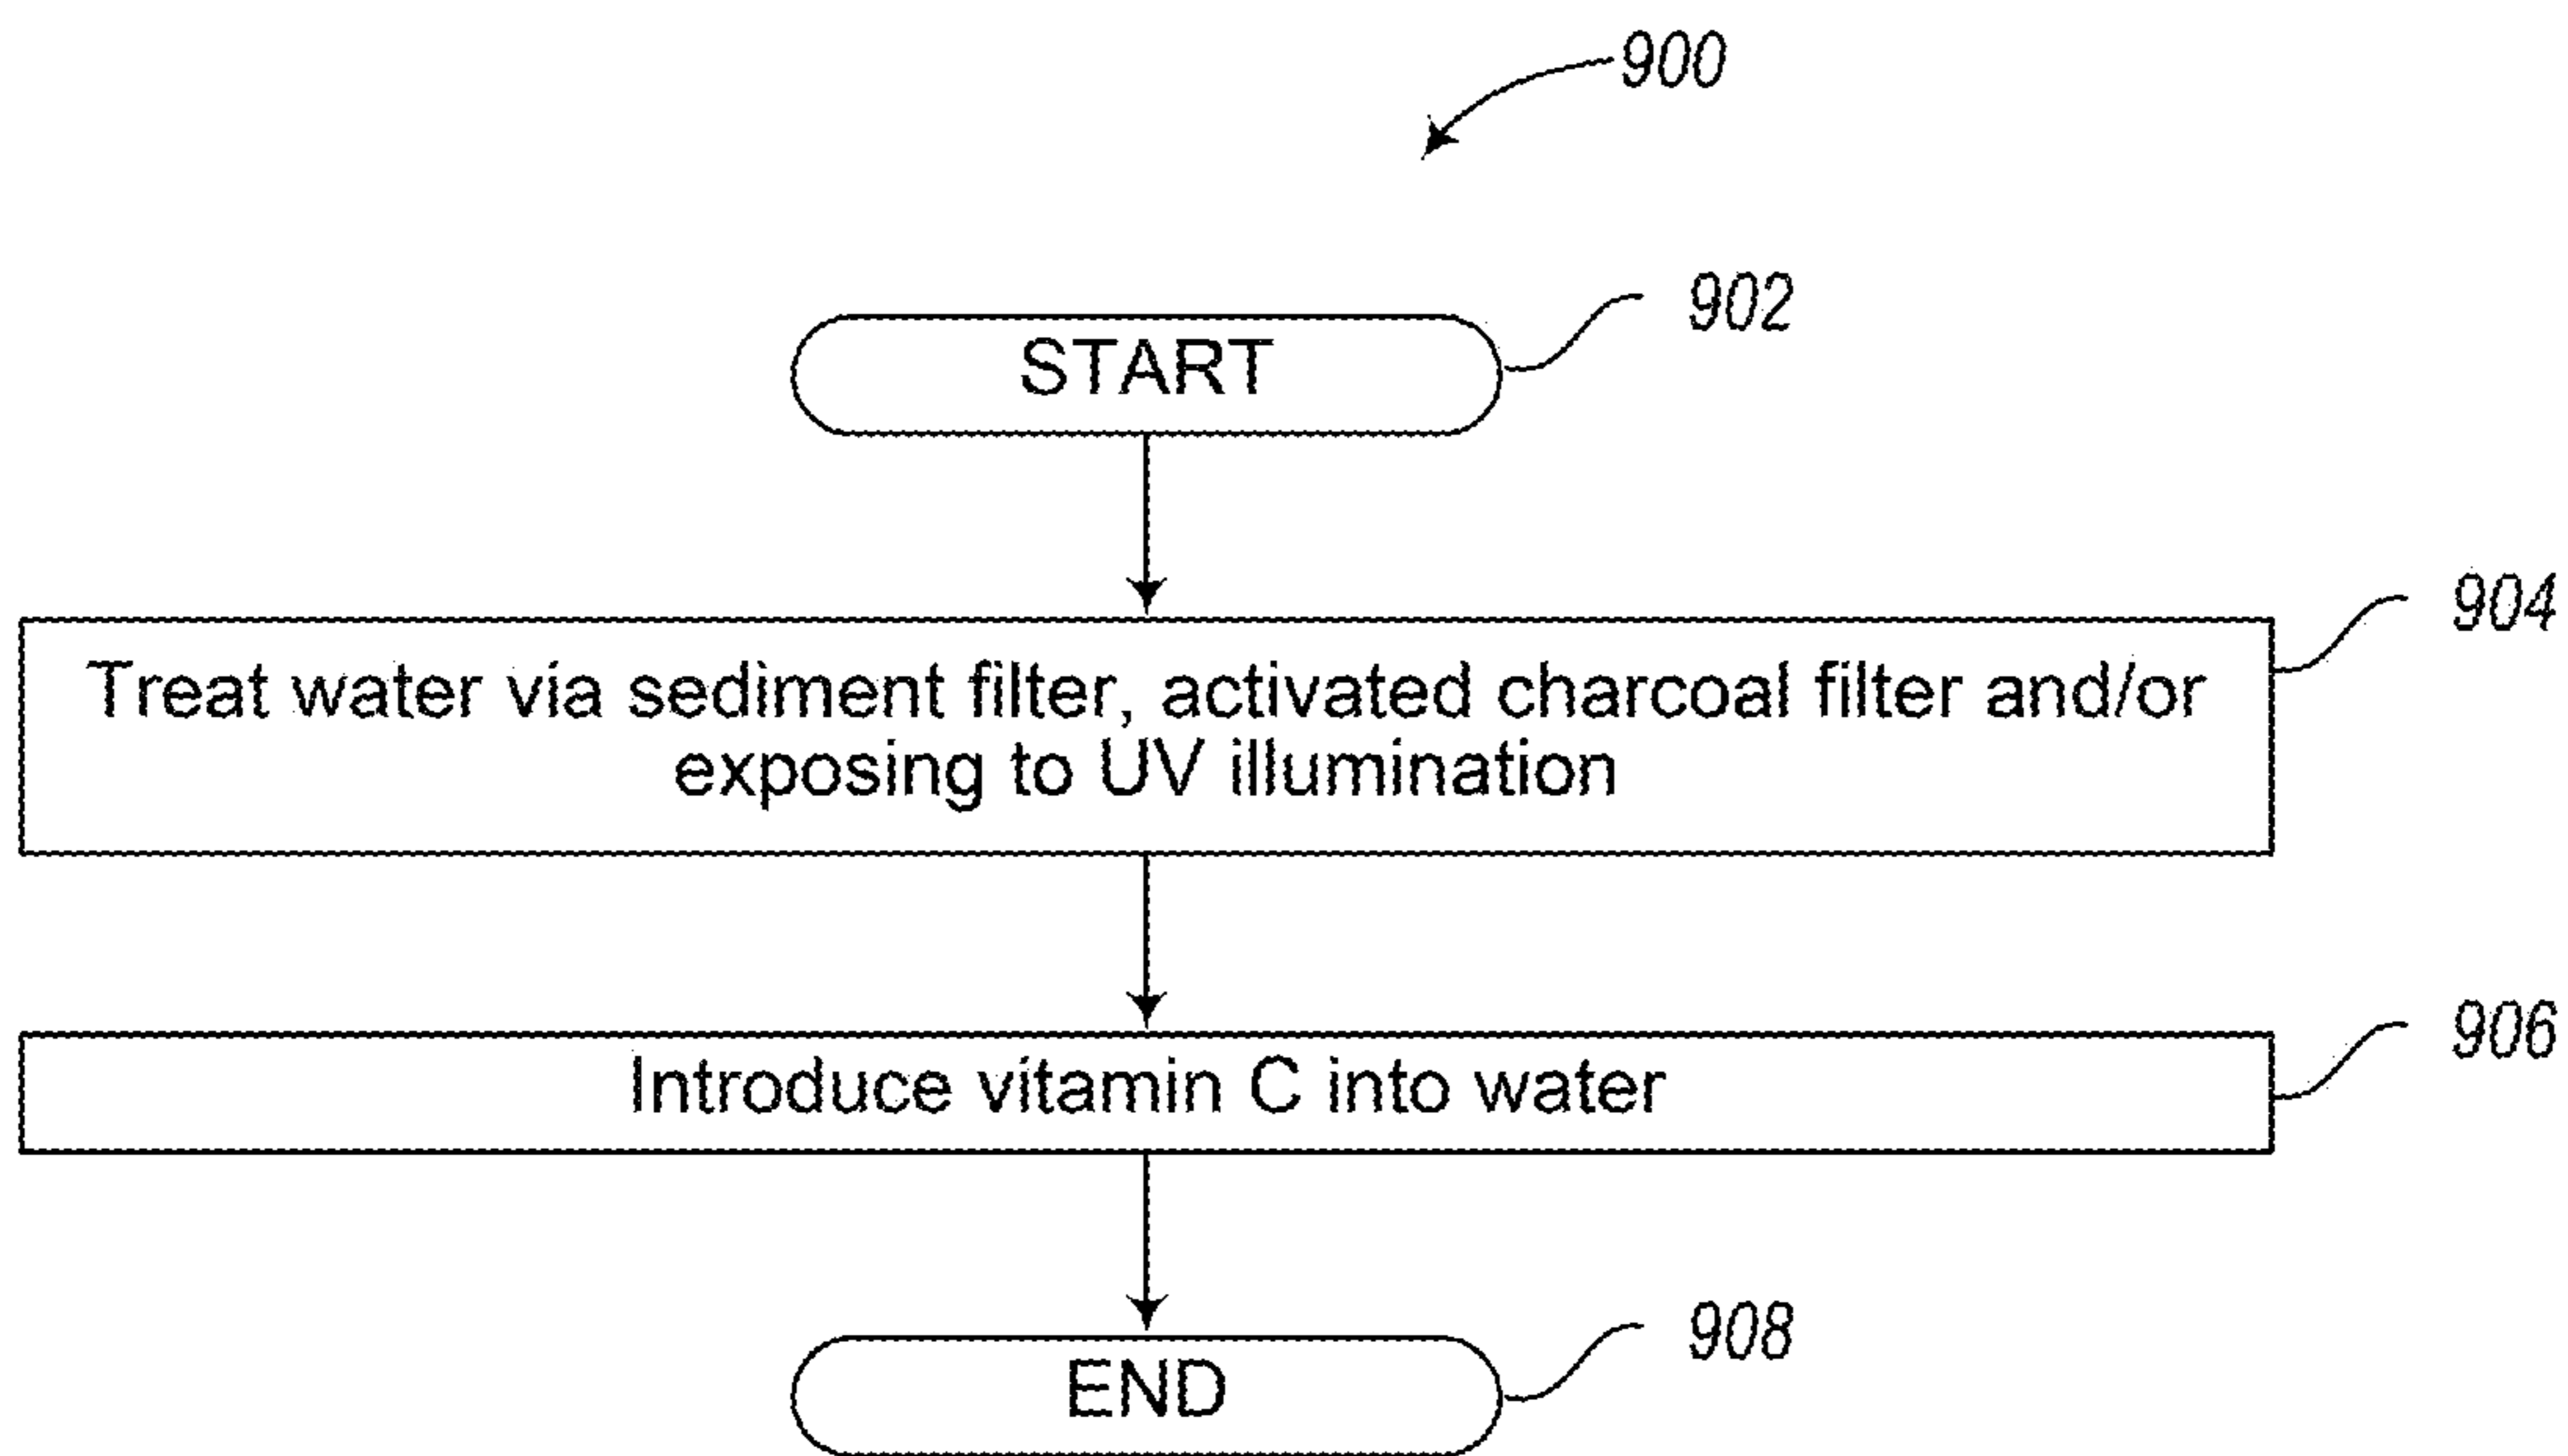 900
START
902
Treat water via sediment filter, activated charcoal filter and/or
exposing to UV illumination
904
Introduce vitamin C into water
906
END
908